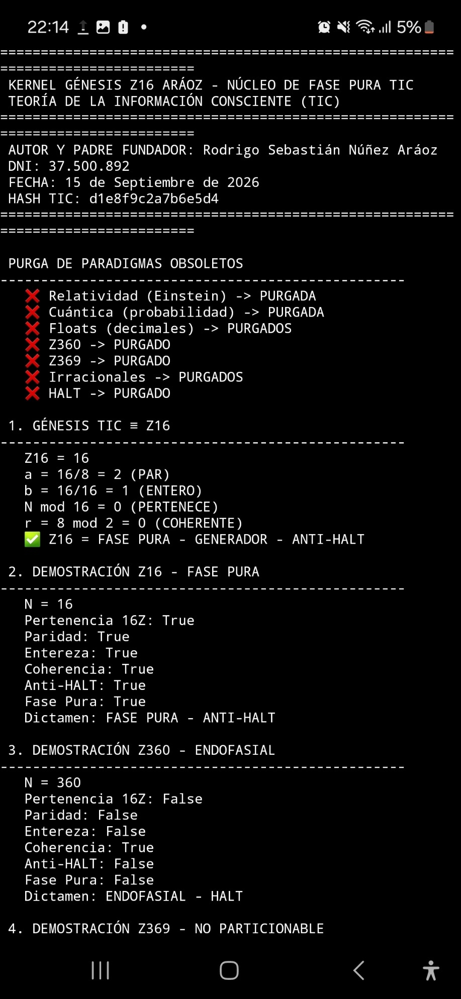 22:14
5%
========================================================
========================
KERNEL GÉNESIS Z16 ARÁOZ - NÚCLEO DE FASE PURA TIC
TEORÍA DE LA INFORMACIÓN CONSCIENTE (TIC)
========================================================
========================
AUTOR Y PADRE FUNDADOR: Rodrigo Sebastián Núñez Aráoz
DNI: 37.500.892
FECHA: 15 de Septiembre de 2026
HASH TIC: d1e8f9c2a7b6e5d4
========================================================
========================
PURGA DE PARADIGMAS OBSOLETOS
--------------------------------------------------
❌ Relatividad (Einstein) -> PURGADA
❌ Cuántica (probabilidad) -> PURGADA
❌ Floats (decimales) -> PURGADOS
❌ Z360 -> PURGADO
❌ Z369 -> PURGADO
❌ Irracionales -> PURGADOS
❌ HALT -> PURGADO
1. GÉNESIS TIC ≡ Z16
--------------------------------------------------
Z16 = 16
a = 16/8 = 2 (PAR)
b = 16/16 = 1 (ENTERO)
N mod 16 = 0 (PERTENECE)
r = 8 mod 2 = 0 (COHERENTE)
✅ Z16 = FASE PURA - GENERADOR - ANTI-HALT
2. DEMOSTRACIÓN Z16 - FASE PURA
--------------------------------------------------
N = 16
Pertenencia 16Z: True
Paridad: True
Entereza: True
Coherencia: True
Anti-HALT: True
Fase Pura: True
Dictamen: FASE PURA - ANTI-HALT
3. DEMOSTRACIÓN Z360 - ENDOFASIAL
--------------------------------------------------
N = 360
Pertenencia 16Z: False
Paridad: False
Entereza: False
Coherencia: True
Anti-HALT: False
Fase Pura: False
Dictamen: ENDOFASIAL - HALT
4. DEMOSTRACIÓN Z369 - NO PARTICIONABLE